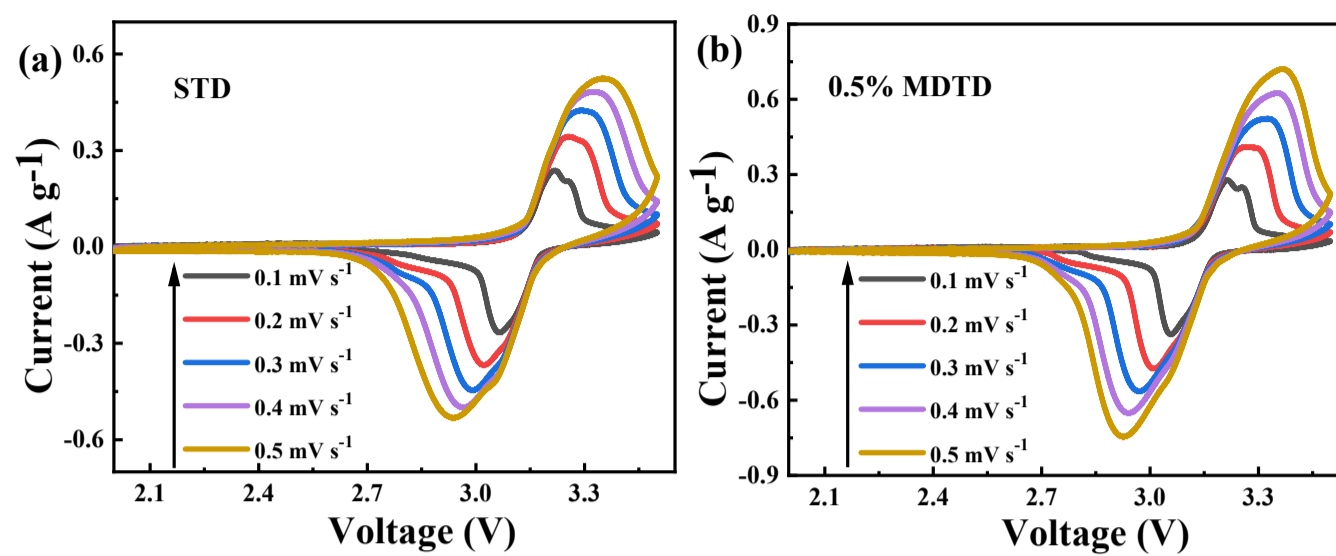 (a)
STD
Current (A g-1)
0.6
0.3
0.0
-0.3
-0.6
0.1 mV s-1
0.2 mV s-1
0.3 mV s-1
0.4 mV s-1
0.5 mV s-1
2.1 2.4 2.7 3.0 3.3
Voltage (V)
(b)
0.5% MDTD
Current (A g-1)
0.9
0.6
0.3
0.0
-0.3
-0.6
-0.9
0.1 mV s-1
0.2 mV s-1
0.3 mV s-1
0.4 mV s-1
0.5 mV s-1
2.1 2.4 2.7 3.0 3.3
Voltage (V)